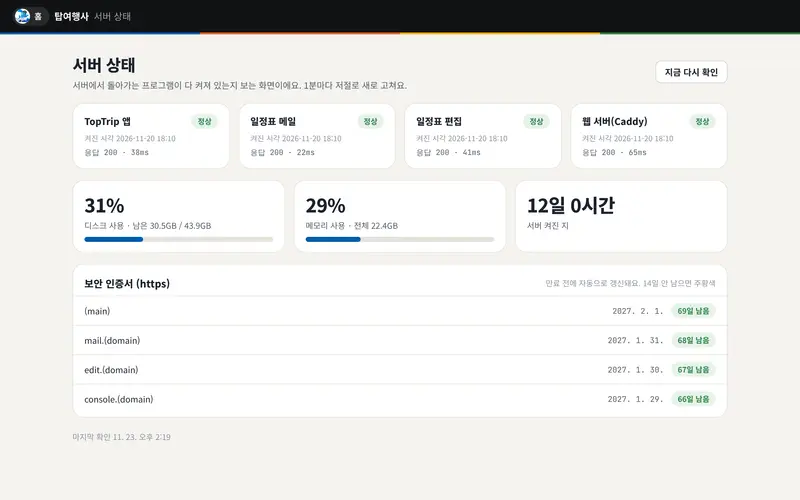 홈 탑여행사 서버 상태
서버 상태
서버에서 돌아가는 프로그램이 다 켜져 있는지 보는 화면이에요. 1분마다 저절로 새로 고쳐요.
지금 다시 확인
TopTrip 앱 정상
켜진 시각 2026-11-20 18:10
응답 200 · 38ms
일정표 메일 정상
켜진 시각 2026-11-20 18:10
응답 200 · 22ms
일정표 편집 정상
켜진 시각 2026-11-20 18:10
응답 200 · 41ms
웹 서버(Caddy) 정상
켜진 시각 2026-11-20 18:10
응답 200 · 65ms
31%
디스크 사용 · 남은 30.5GB / 43.9GB
29%
메모리 사용 · 전체 22.4GB
12일 0시간
서버 켜진 지
보안 인증서 (https) 만료 전에 자동으로 갱신돼요. 14일 안 남으면 주황색
(main) 2027. 2. 1. 69일 남음
mail.(domain) 2027. 1. 31. 68일 남음
edit.(domain) 2027. 1. 30. 67일 남음
console.(domain) 2027. 1. 29. 66일 남음
마지막 확인 11. 23. 오후 2:19